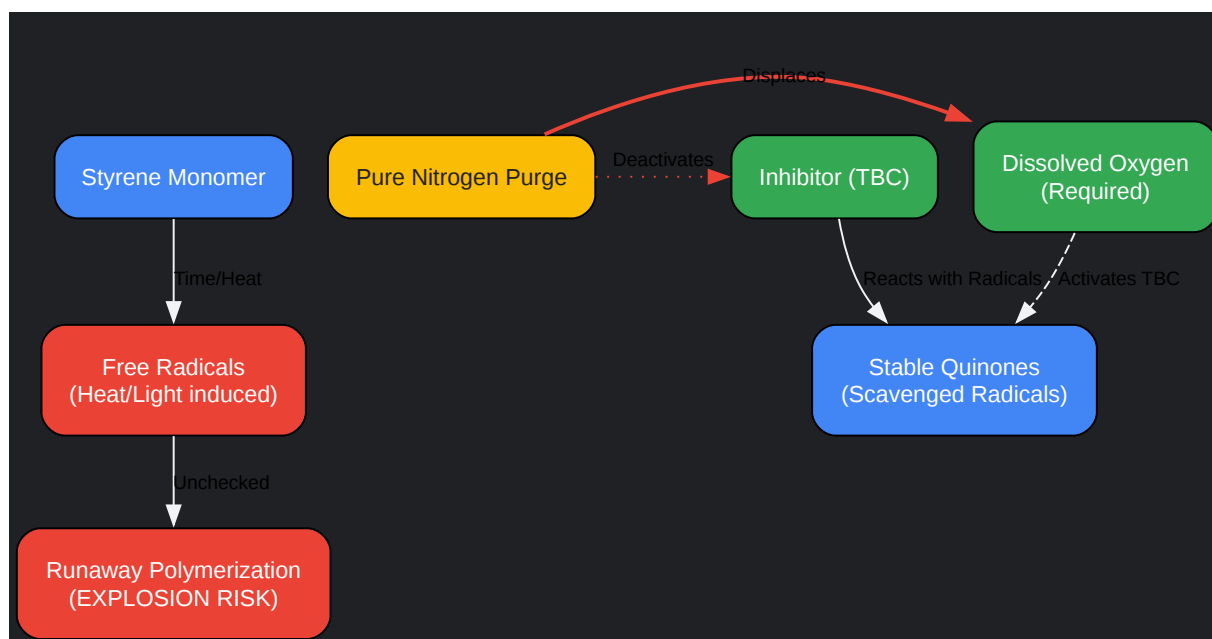 Displaces
Styrene Monomer
Pure Nitrogen Purge
Deactivates
Inhibitor (TBC)
Dissolved Oxygen
(Required)
Time/Heat
Reacts with Radicals
Activates TBC
Free Radicals
(Heat/Light induced)
Stable Quinones
(Scavenged Radicals)
Unchecked
Runaway Polymerization
(EXPLOSION RISK)